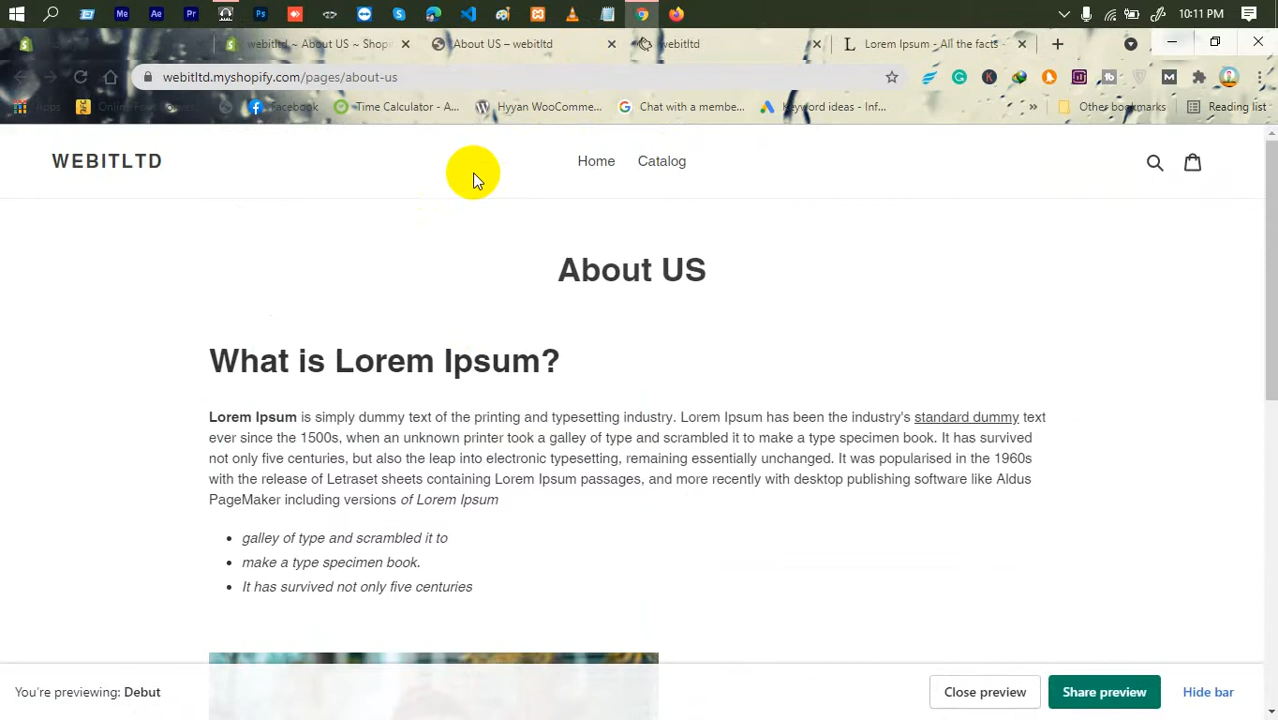 10:11 PM
webitltd ~ About US ~ Shop
About US – webitltd
webitltd
Lorem Ipsum - All the facts -
webitltd.myshopify.com/pages/about-us
Apps
Facebook
Time Calculator - A...
Hyyan WooComme...
Chat with a membe...
Keyword ideas - Inf...
Other bookmarks
Reading list
WEBITLTD
Home
Catalog
About US
What is Lorem Ipsum?
Lorem Ipsum is simply dummy text of the printing and typesetting industry. Lorem Ipsum has been the industry's standard dummy text
ever since the 1500s, when an unknown printer took a galley of type and scrambled it to make a type specimen book. It has survived
not only five centuries, but also the leap into electronic typesetting, remaining essentially unchanged. It was popularised in the 1960s
with the release of Letraset sheets containing Lorem Ipsum passages, and more recently with desktop publishing software like Aldus
PageMaker including versions of Lorem Ipsum
• galley of type and scrambled it to
• make a type specimen book.
• It has survived not only five centuries
You're previewing: Debut
Close preview
Share preview
Hide bar